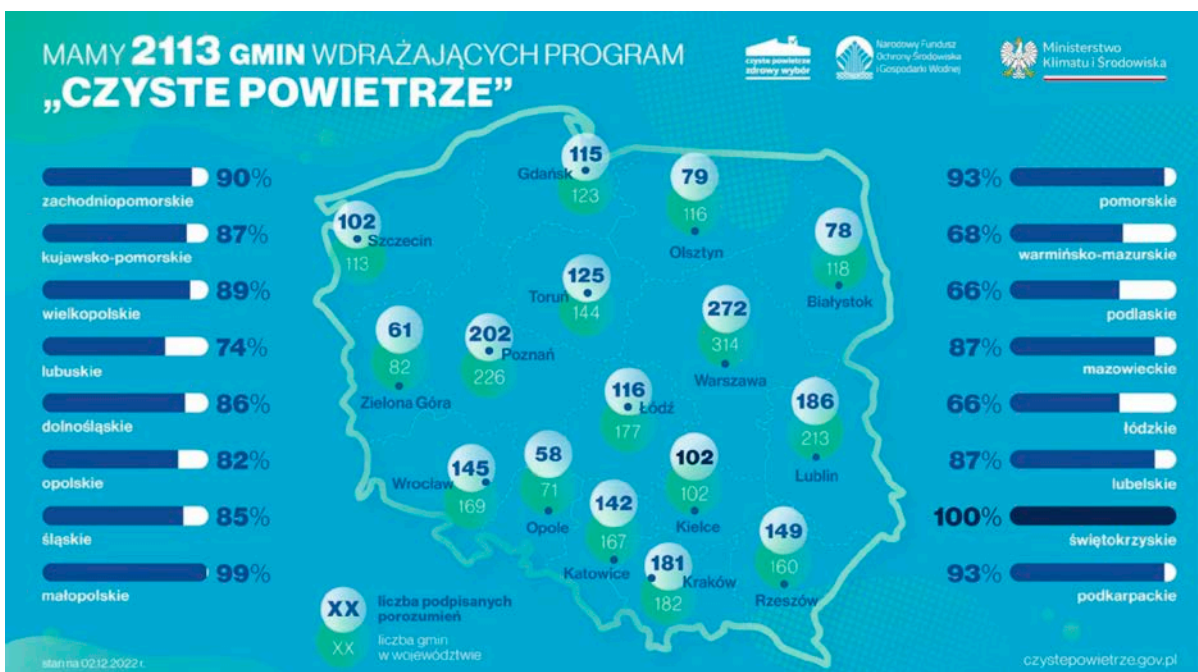 MAMY 2113 GMIN WDRAŻAJĄCYCH PROGRAM
„CZYSTE POWIETRZE”
czyste powietrze
zdrowy wybór
Narodowy Fundusz
Ochrony Środowiska
i Gospodarki Wodnej
Ministerstwo
Klimatu i Środowiska
90%
zachodniopomorskie
87%
kujawsko-pomorskie
89%
wielkopolskie
74%
lubuskie
86%
dolnośląskie
82%
opolskie
85%
śląskie
99%
małopolskie
115
Gdańsk
123
79
116
Olsztyn
102
Szczecin
113
78
118
Białystok
125
Toruń
144
272
314
Warszawa
61
82
Zielona Góra
202
Poznań
226
116
Łódź
177
186
213
Lublin
145
Wrocław
169
58
71
Opole
102
102
Kielce
142
167
Katowice
149
160
Rzeszów
181
Kraków
182
93%
pomorskie
68%
warmińsko-mazurskie
66%
podlaskie
87%
mazowieckie
66%
łódzkie
87%
lubelskie
100%
świętokrzyskie
93%
podkarpackie
XX
liczba podpisanych
porozumień
XX
liczba gmin
w województwie
stan na 02.12.2022 r.
czystepowietrze.gov.pl